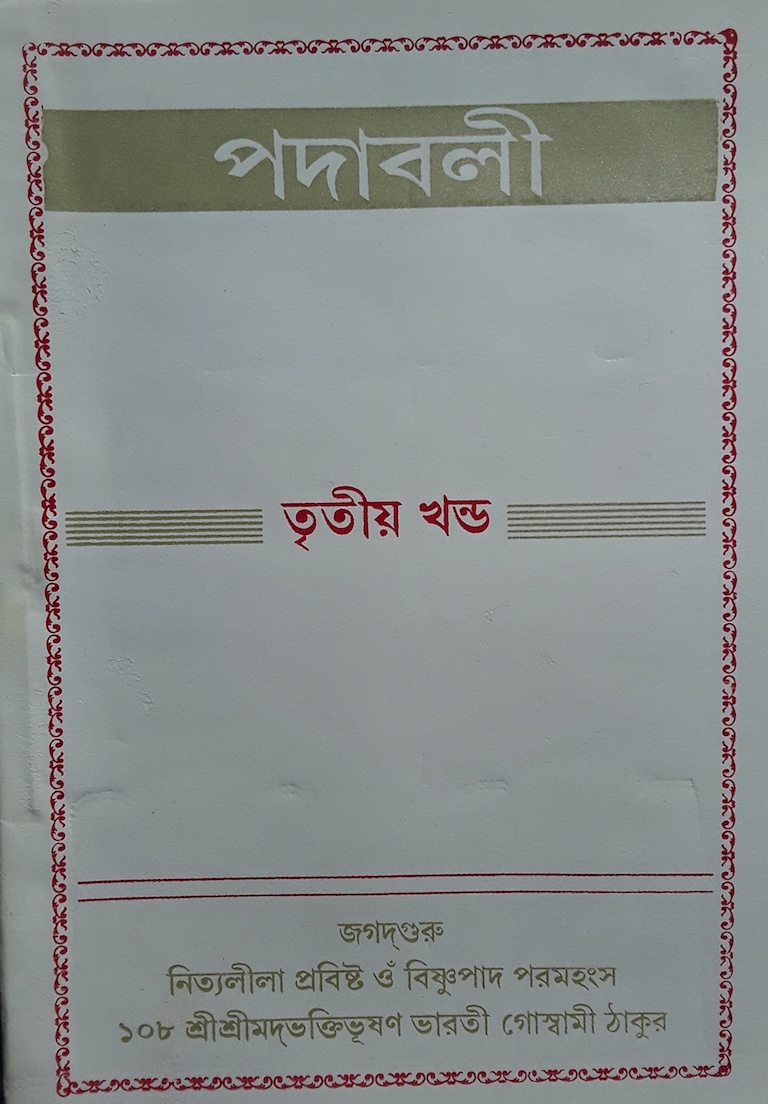 পদাবলী
তৃতীয় খন্ড
জগদ্‌গুরু
নিত্যলীলা প্রবিষ্ট ওঁ বিষ্ণুপাদ পরমহংস
১০৮ শ্রীশ্রীমদ্‌ভক্তিভূষণ ভারতী গোস্বামী ঠাকুর